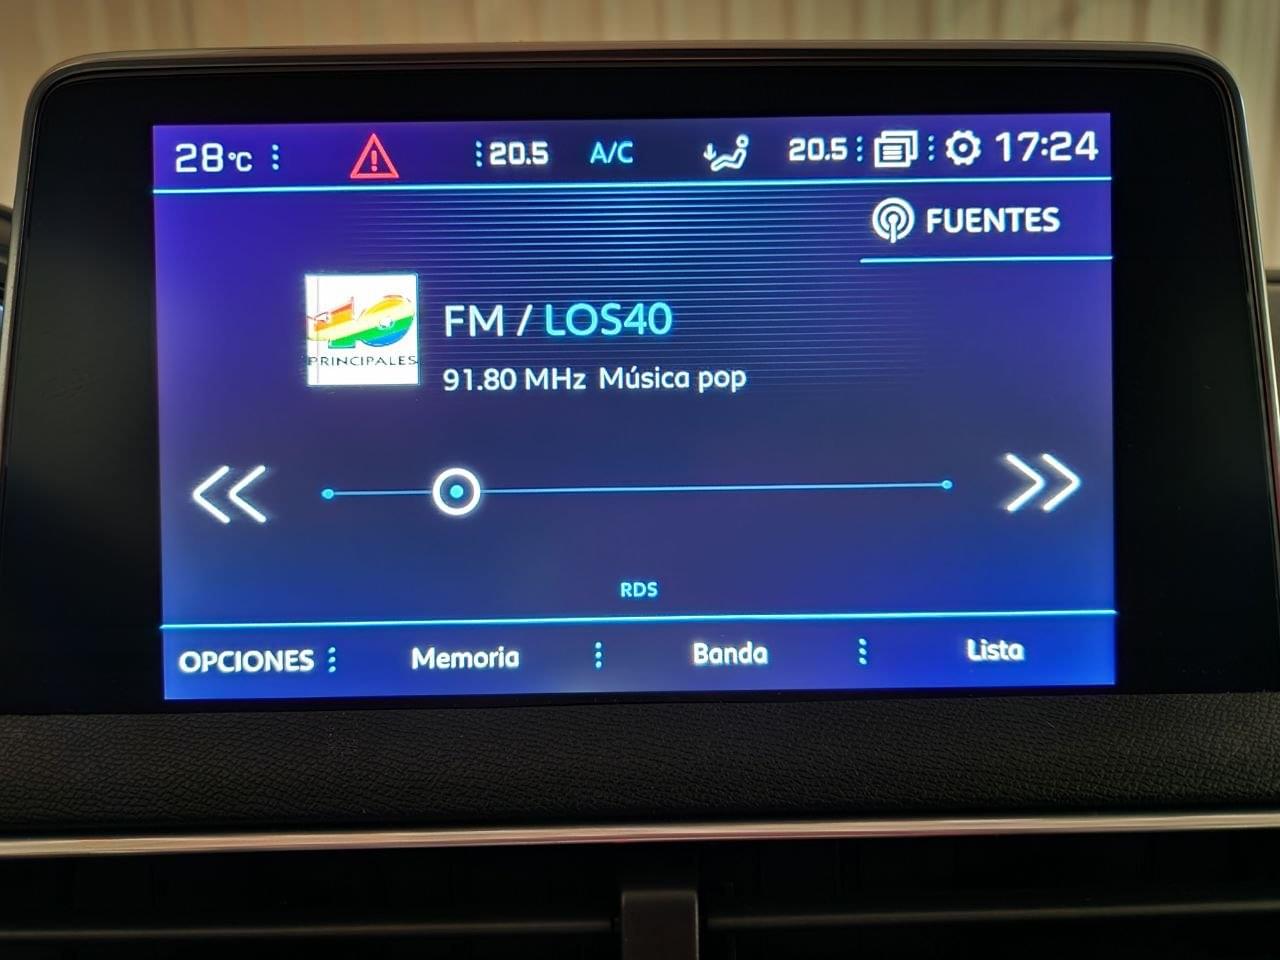 28°C 20.5 A/C 20.5 17:24
FUENTES
40
PRINCIPALES
FM / LOS40
91.80 MHz Música pop
RDS
OPCIONES Memoria Banda Lista